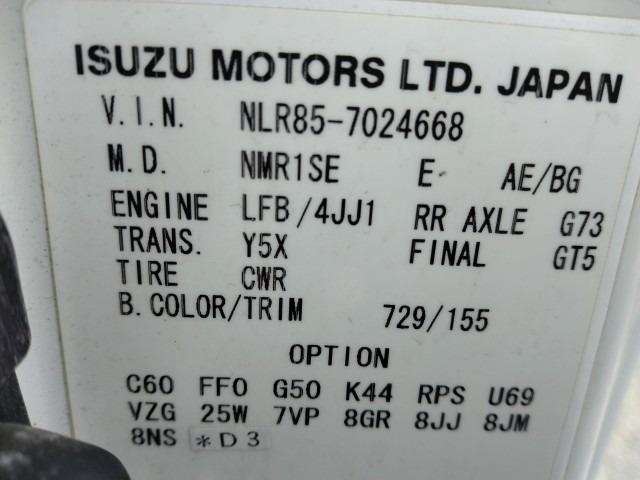 ISUZU MOTORS LTD. JAPAN
V.I.N. NLR85-7024668
M.D. NMR1SE E AE/BG
ENGINE LFB/4JJ1 RR AXLE G73
TRANS. Y5X FINAL GT5
TIRE CWR
B.COLOR/TRIM 729/155
OPTION
C60 FF0 G50 K44 RPS U69
VZG 25W 7VP 8GR 8JJ 8JM
8NS *D3